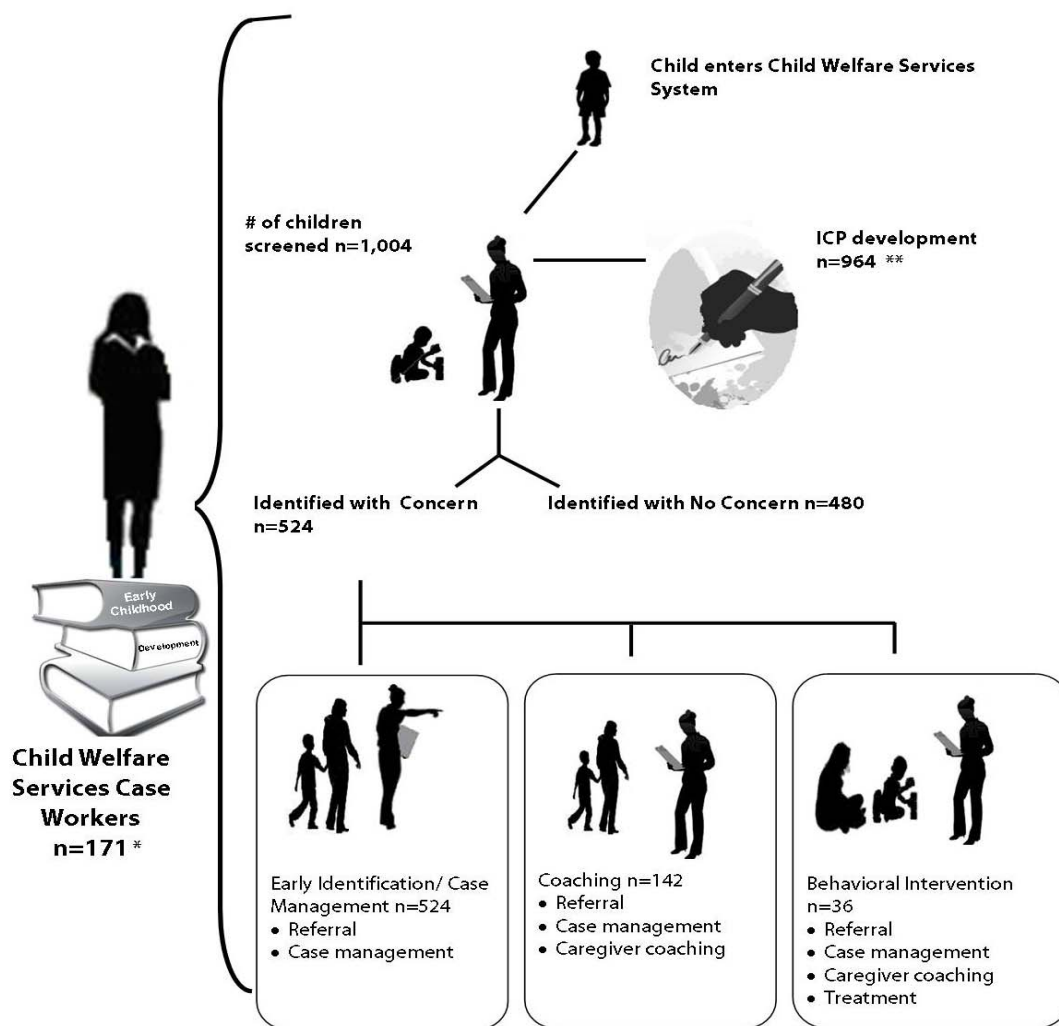 Child enters Child Welfare Services
System
# of children
screened n=1,004
ICP development
n=964 **
Identified with Concern
n=524
Identified with No Concern n=480
Early
Childhood
Development
Child Welfare
Services Case
Workers
n=171 *
Early Identification/ Case
Management n=524
• Referral
• Case management
Coaching n=142
• Referral
• Case management
• Caregiver coaching
Behavioral Intervention
n=36
• Referral
• Case management
• Caregiver coaching
• Treatment